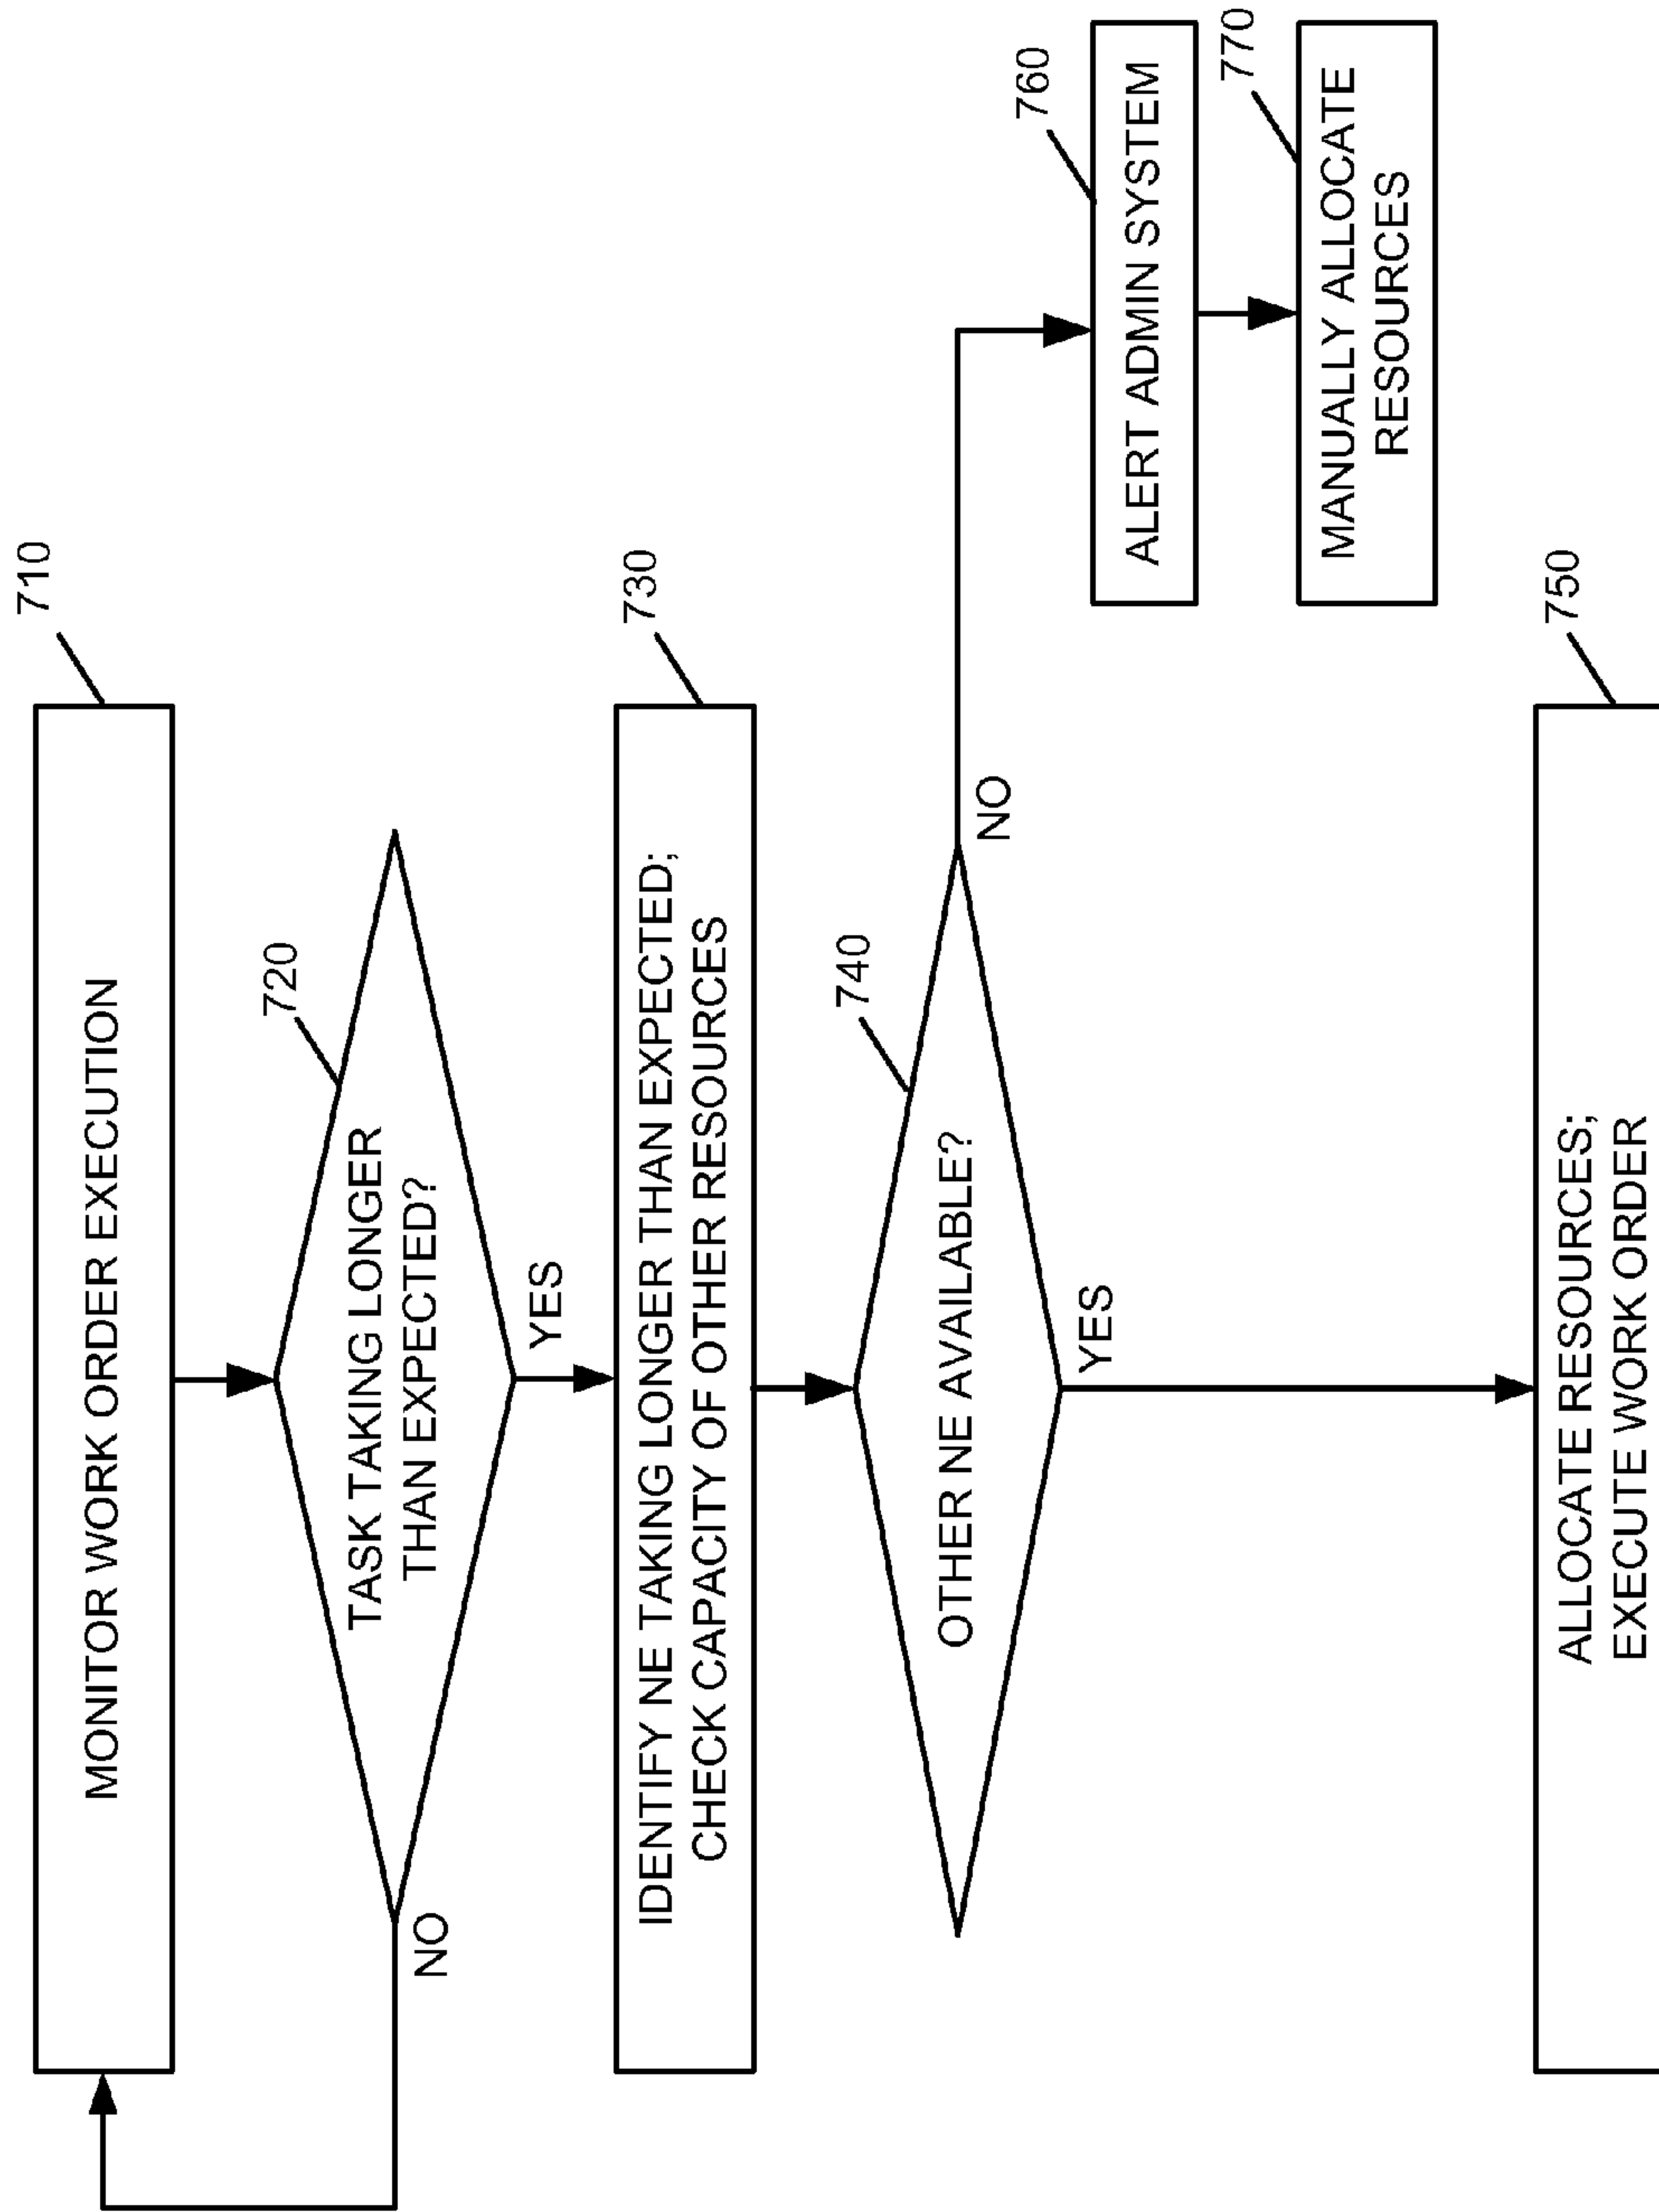 710
MONITOR WORK ORDER EXECUTION
720
TASK TAKING LONGER
THAN EXPECTED?
NO
YES
730
IDENTIFY NE TAKING LONGER THAN EXPECTED;
CHECK CAPACITY OF OTHER RESOURCES
740
OTHER NE AVAILABLE?
NO
YES
760
ALERT ADMIN SYSTEM
770
MANUALLY ALLOCATE
RESOURCES
750
ALLOCATE RESOURCES;
EXECUTE WORK ORDER